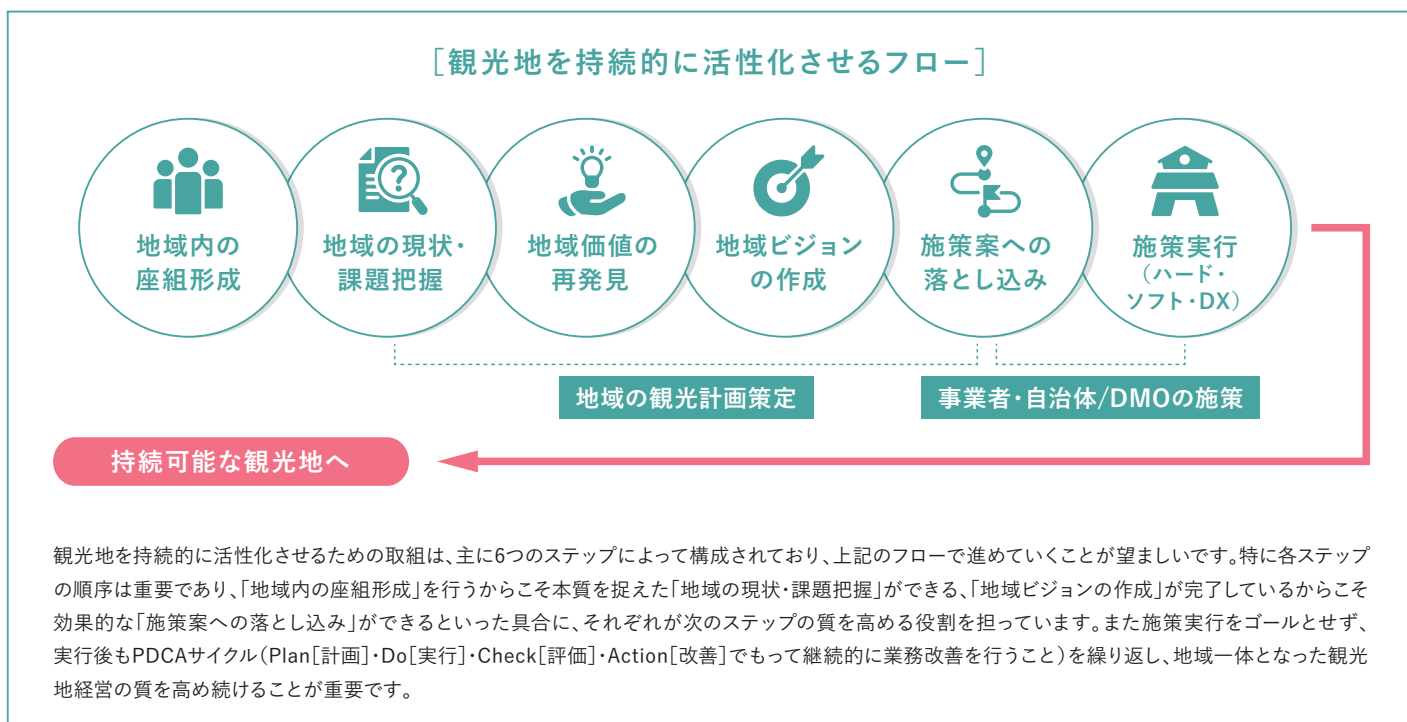 ［観光地を持続的に活性化させるフロー］
?
地域内の
座組形成
地域の現状・
課題把握
地域価値の
再発見
地域ビジョン
の作成
施策案への
落とし込み
施策実行
（ハード・
ソフト・DX）
地域の観光計画策定
事業者・自治体/DMOの施策
持続可能な観光地へ
観光地を持続的に活性化させるための取組は、主に6つのステップによって構成されており、上記のフローで進めていくことが望ましいです。特に各ステップ
の順序は重要であり、「地域内の座組形成」を行うからこそ本質を捉えた「地域の現状・課題把握」ができる、「地域ビジョンの作成」が完了しているからこそ
効果的な「施策案への落とし込み」ができるといった具合に、それぞれが次のステップの質を高める役割を担っています。また施策実行をゴールとせず、
実行後もPDCAサイクル（Plan［計画］・Do［実行］・Check［評価］・Action［改善］でもって継続的に業務改善を行うこと）を繰り返し、地域一体となった観光
地経営の質を高め続けることが重要です。